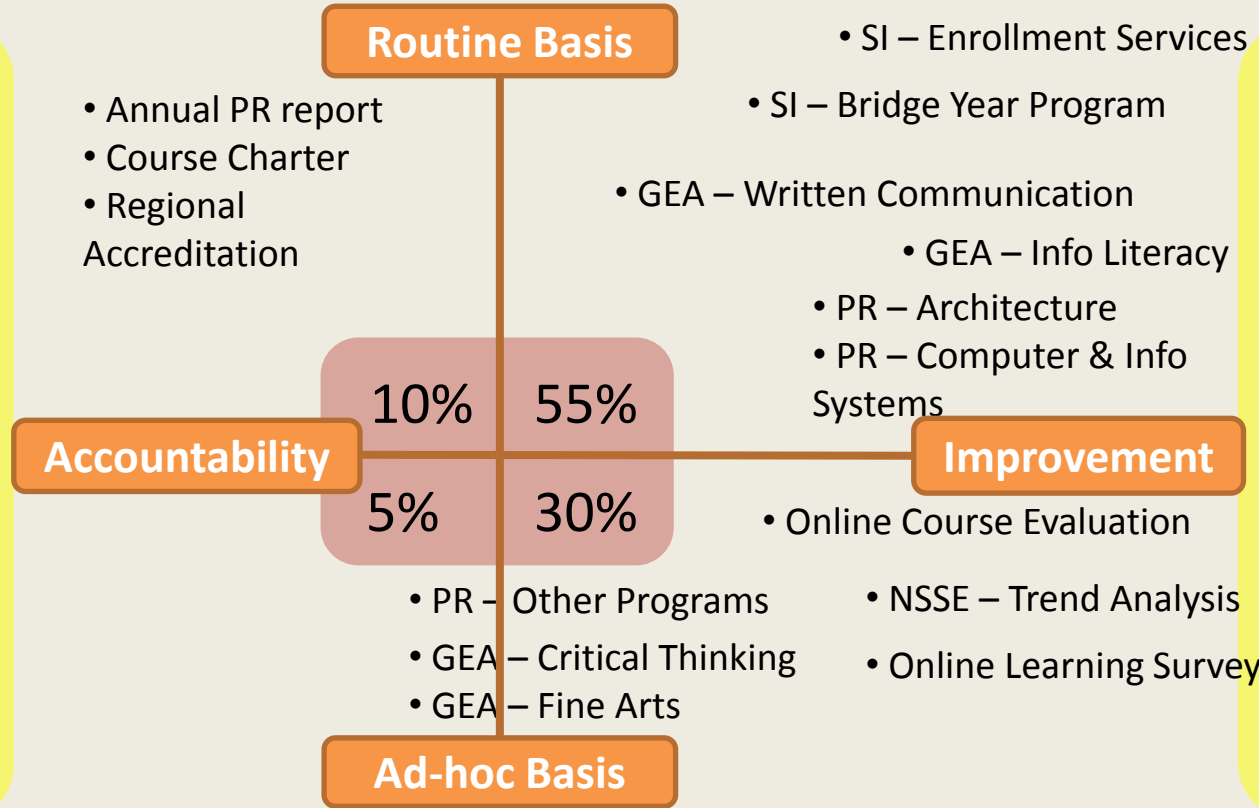 Routine Basis
• SI – Enrollment Services
• Annual PR report
• Course Charter
• Regional
Accreditation
• SI – Bridge Year Program
• GEA – Written Communication
• GEA – Info Literacy
• PR – Architecture
• PR – Computer & Info
Systems
10% 55%
Accountability
Improvement
5% 30%
• Online Course Evaluation
• PR – Other Programs
• GEA – Critical Thinking
• GEA – Fine Arts
• NSSE – Trend Analysis
• Online Learning Survey
Ad-hoc Basis